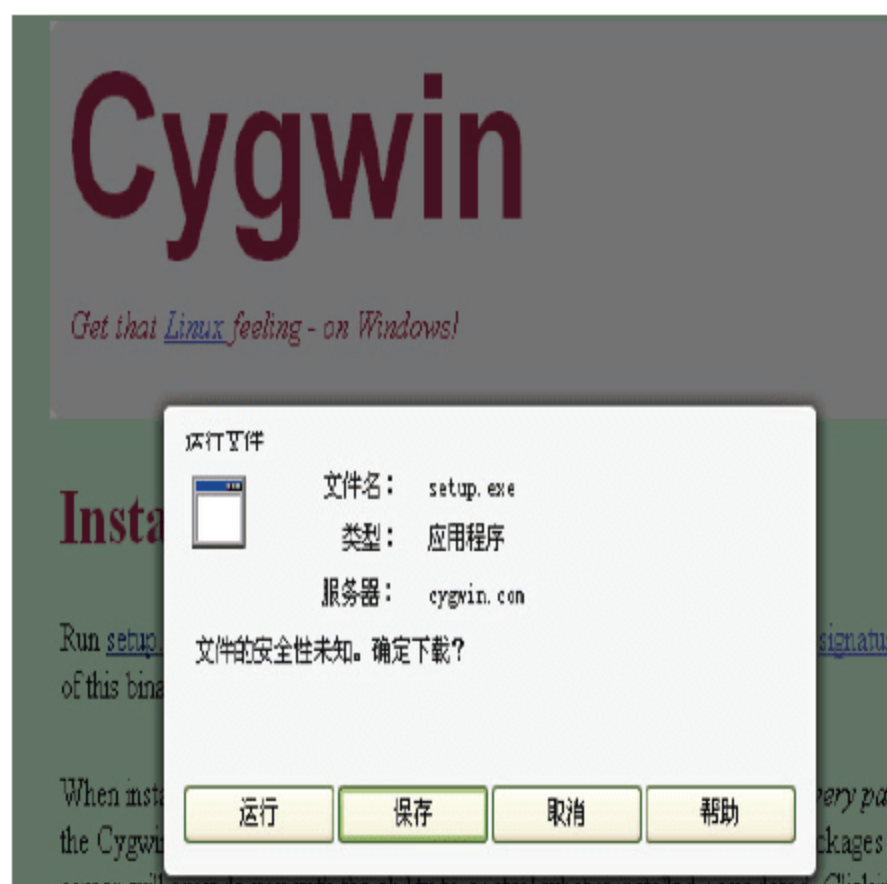 Cygwin
Get that Linux feeling - on Windows!
运行文件
文件名： setup.exe
类型： 应用程序
服务器： cygwin.com
Insta
Run setup
signatu
文件的安全性未知。确定下载?
of this bina
When insta
very pa
运行 保存 取消 帮助
the Cygwi
ckages